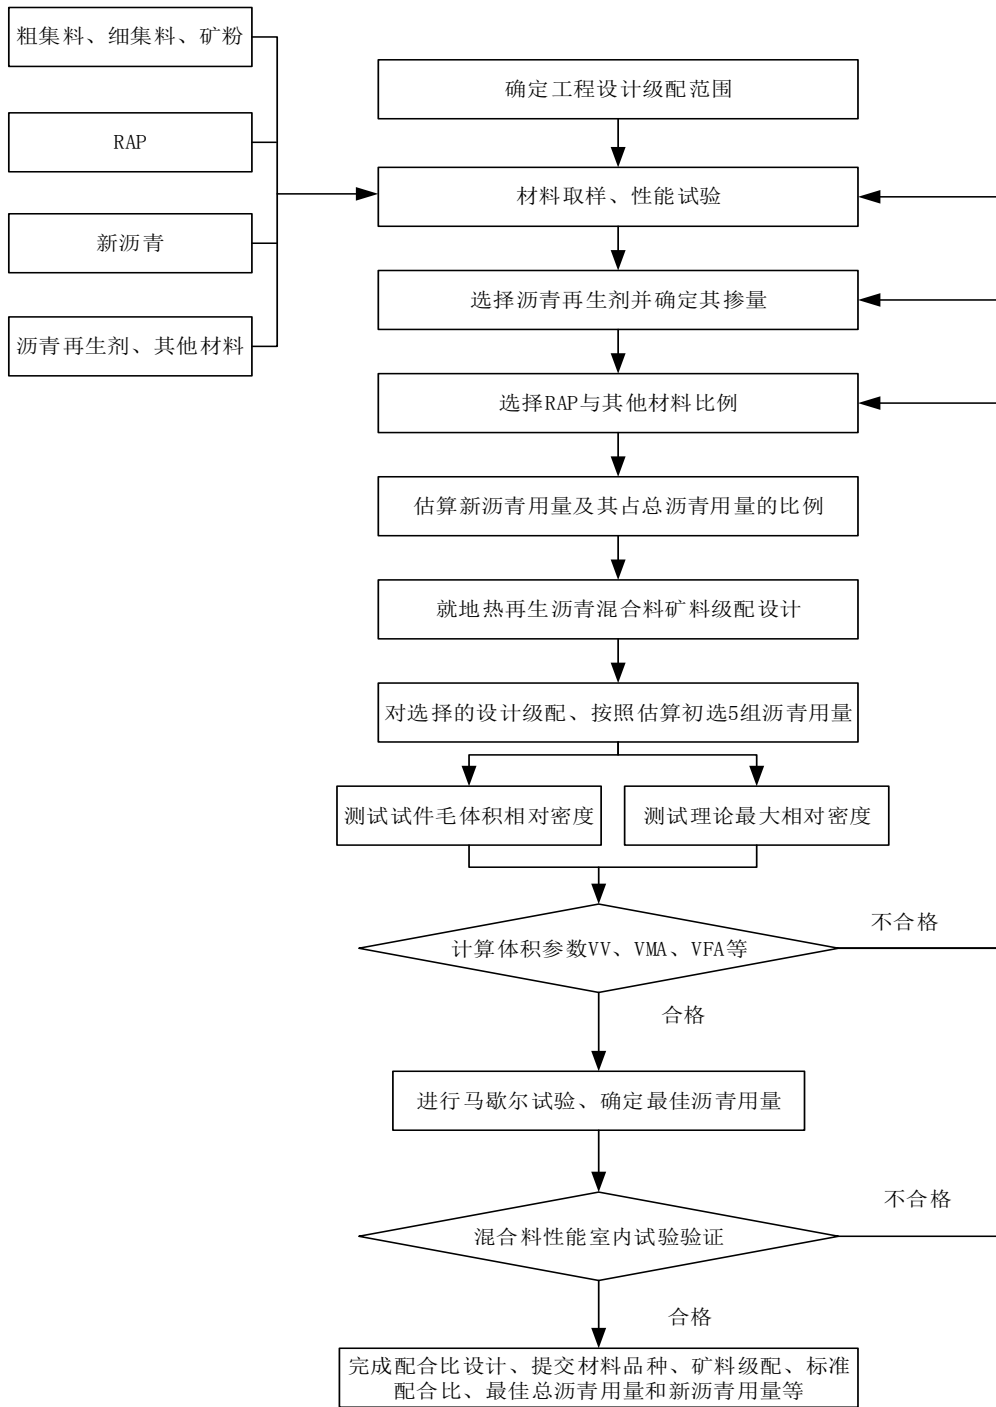 粗集料、细集料、矿粉
RAP
新沥青
沥青再生剂、其他材料
确定工程设计级配范围
材料取样、性能试验
选择沥青再生剂并确定其掺量
选择RAP与其他材料比例
估算新沥青用量及其占总沥青用量的比例
就地热再生沥青混合料矿料级配设计
对选择的设计级配、按照估算初选5组沥青用量
测试试件毛体积相对密度
测试理论最大相对密度
计算体积参数VV、VMA、VFA等
不合格
合格
进行马歇尔试验、确定最佳沥青用量
混合料性能室内试验验证
不合格
合格
完成配合比设计、提交材料品种、矿料级配、标准
配合比、最佳总沥青用量和新沥青用量等